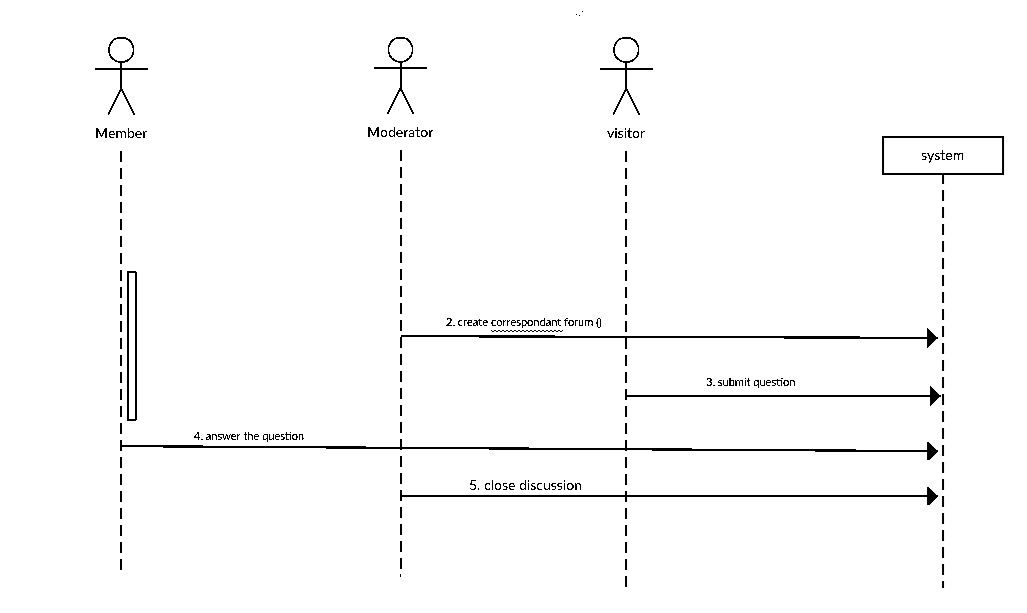 Member
Moderator
visitor
system
2. create correspondant forum ()
3. submit question
4. answer the question
5. close discussion